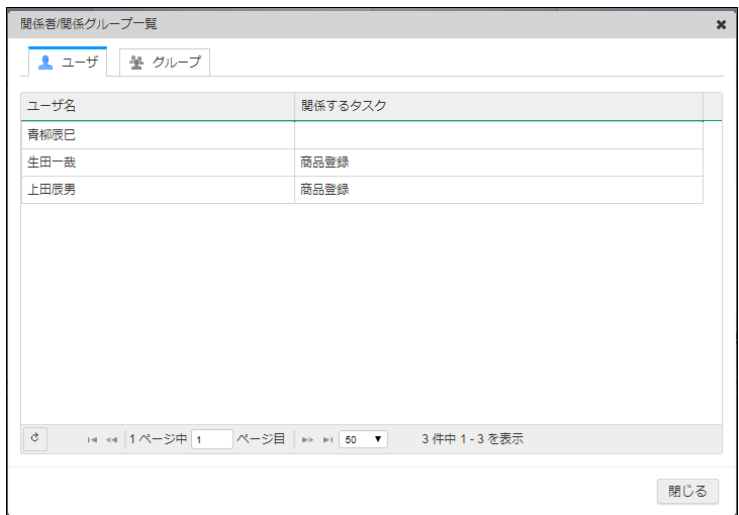 関係者/関係グループ一覧
ユーザ グループ
ユーザ名 関係するタスク
青柳辰巳
生田一哉 商品登録
上田辰男 商品登録
1 ページ中 1 ページ目 50 3 件中 1 - 3 を表示
閉じる